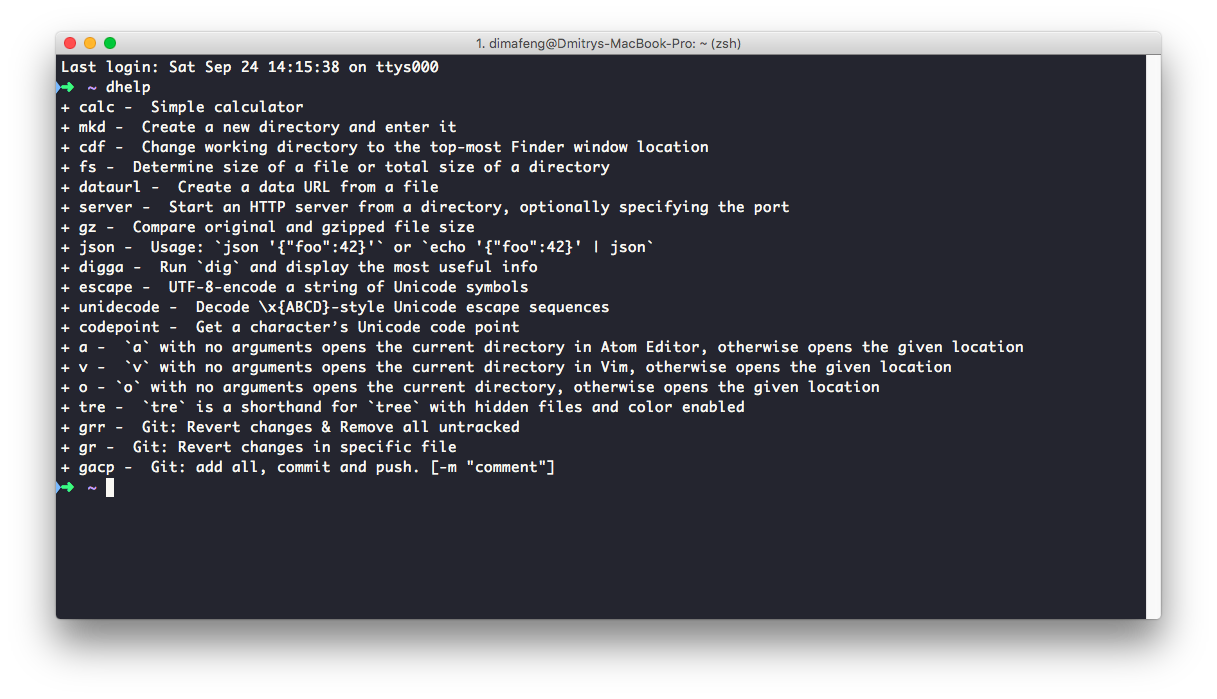 1. dimafeng@Dmitrys-MacBook-Pro: ~ (zsh)
Last login: Sat Sep 24 14:15:38 on ttys000
➜  ~ dhelp
+ calc -  Simple calculator
+ mkd -  Create a new directory and enter it
+ cdf -  Change working directory to the top-most Finder window location
+ fs -  Determine size of a file or total size of a directory
+ dataurl -  Create a data URL from a file
+ server -  Start an HTTP server from a directory, optionally specifying the port
+ gz -  Compare original and gzipped file size
+ json -  Usage: `json '{"foo":42}'` or `echo '{"foo":42}' | json`
+ digga -  Run `dig` and display the most useful info
+ escape -  UTF-8-encode a string of Unicode symbols
+ unidecode -  Decode \x{ABCD}-style Unicode escape sequences
+ codepoint -  Get a character’s Unicode code point
+ a -  `a` with no arguments opens the current directory in Atom Editor, otherwise opens the given location
+ v -  `v` with no arguments opens the current directory in Vim, otherwise opens the given location
+ o - `o` with no arguments opens the current directory, otherwise opens the given location
+ tre -  `tre` is a shorthand for `tree` with hidden files and color enabled
+ grr -  Git: Revert changes & Remove all untracked
+ gr -  Git: Revert changes in specific file
+ gacp -  Git: add all, commit and push. [-m "comment"]
➜  ~